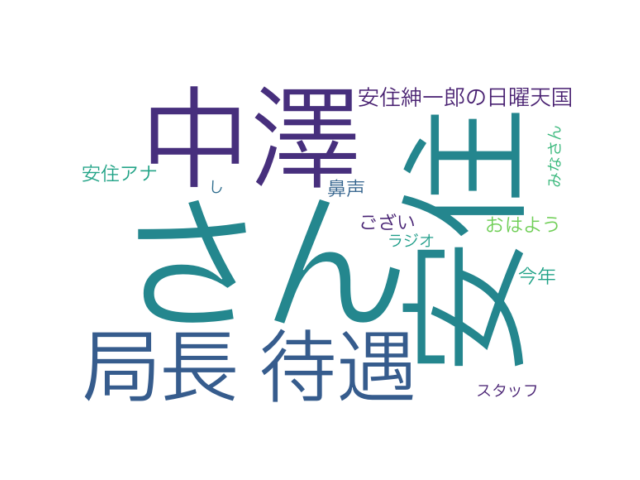 中澤
安住紳一郎の日曜天国
安住
みなさん
安住アナ
し
鼻声
さん
ござい
おはよう
ラジオ
今年
局長
待遇
スタッフ